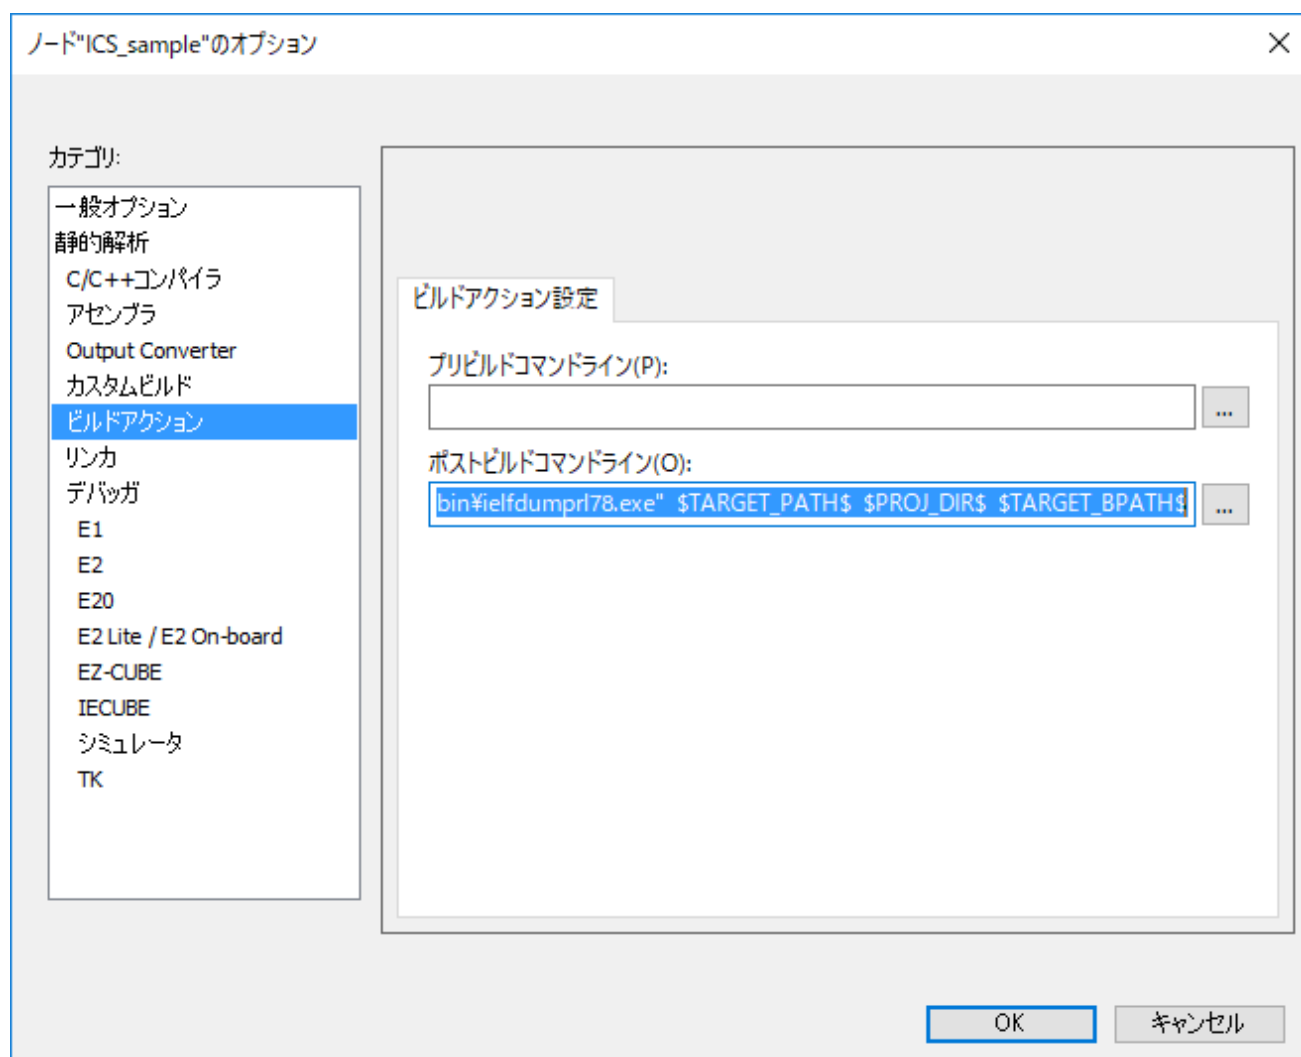 ノード"ICS_sample"のオプション
カテゴリ:
一般オプション
静的解析
C/C++コンパイラ
アセンブラ
Output Converter
カスタムビルド
ビルドアクション
リンカ
デバッガ
E1
E2
E20
E2 Lite / E2 On-board
EZ-CUBE
IECUBE
シミュレータ
TK
ビルドアクション設定
プリビルドコマンドライン(P):
...
ポストビルドコマンドライン(O):
bin¥ielfdumprl78.exe" $TARGET_PATH$ $PROJ_DIR$ $TARGET_BPATH$
...
OK
キャンセル